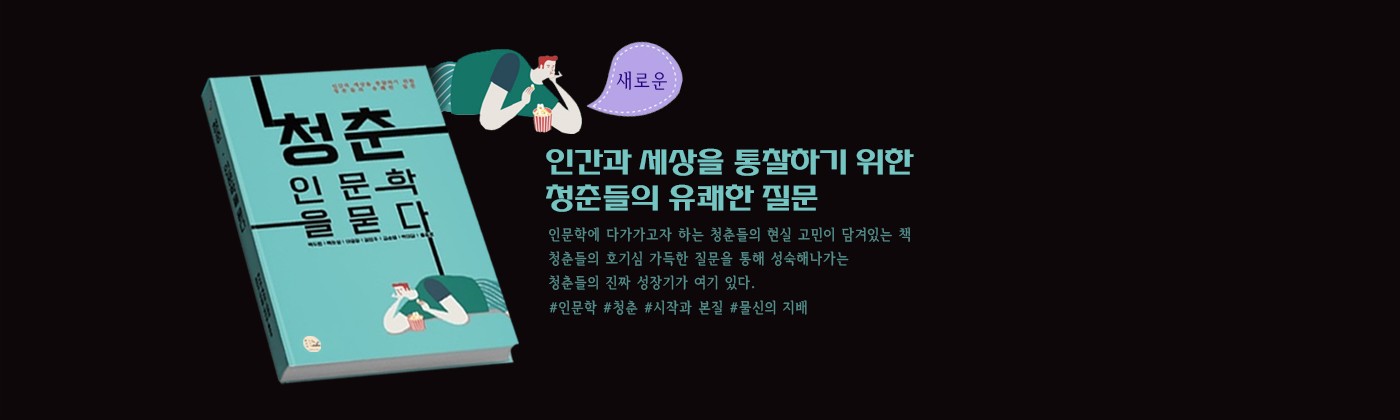 새로운
인간과 세상을 통찰하기 위한
청춘들의 유쾌한 질문
인문학에 다가가고자 하는 청춘들의 현실 고민이 담겨있는 책
청춘들의 호기심 가득한 질문을 통해 성숙해나가는
청춘들의 진짜 성장기가 여기 있다.
#인문학 #청춘 #시작과 본질 #물신의 지배
청춘
인문학
을묻다